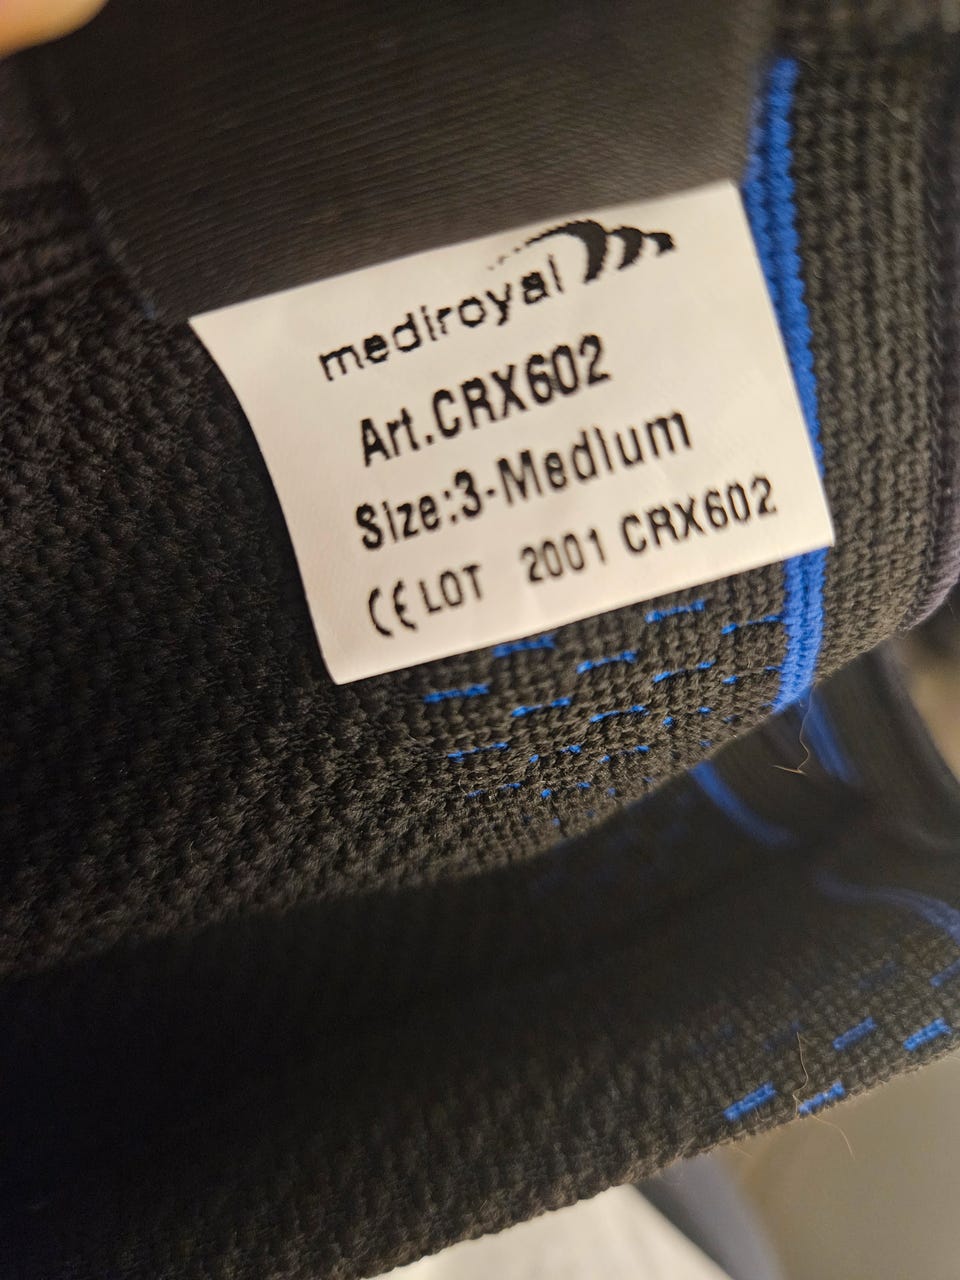 mediroyal
Art.CRX602
Size:3-Medium
CE LOT 2001 CRX602